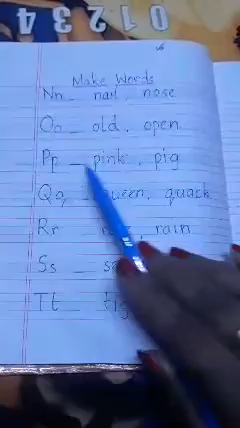 1 2 3 4
Make Words
Nn _ nail, nose
Oo _ old, open
Pp _ pink, pig
Qq, queen, quack
Rr , rain
Ss _
Tt _